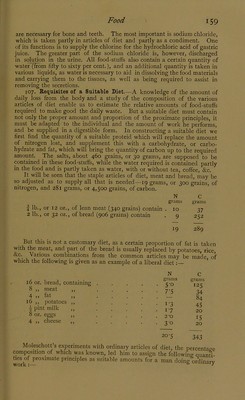 Food 159
are necessary for bone and teeth. The most important is sodium chloride,
which is taken partly in articles of diet and partly as a condiment. One
of its functions is to supply the chlorine for the hydrochloric acid of gastric
juice. The greater part of the sodium chloride is, however, discharged
in solution in the urine. All food-stuffs also contain a certain quantity of
water (from fifty to sixty per cent.), and an additional quantity is taken in
various liquids, as water is necessary to aid in dissolving the food materials
and carrying them to the tissues, as well as being required to assist in
removing the secretions.
107. Requisites of a Suitable Diet.—A knowledge of the amount of
daily loss from the body and a study of the composition of the various
articles of diet enable us to estimate the relative amounts of food-stuffs
required to make good the daily waste. But a suitable diet must contain
not only the proper amount and proportion of the proximate principles, it
must be adapted to the individual and the amount of work he performs,
and be supplied in a digestible form. In constructing a suitable diet we
first find the quantity of a suitable proteid which will replace the amount
of nitrogen lost, and supplement this with a carbohydrate, or carbo-
hydrate and fat, which will bring the quantity of carbon up to the required
amount. The salts, about 460 grains, or 30 grams, are supposed to be
contained in these food-stuffs, while the water required is contained partly
in the food and is partly taken as water, with or without tea, coffee, &c.
It will be seen that the staple articles of diet, meat and bread, may be
so adjusted as to supply all that is needed—19 grams, or 300 grains, of
nitrogen, and 281 grams, or 4,500 grains, of carbon.
N C
grams grams
¾ lb., or 12 oz., of lean meat (340 grains) contain . 10 37
2 lb., or 32 oz., of bread (906 grains) contain . 9 252
19 289
But this is not a customary diet, as a certain proportion of fat is taken
with the meat, and part of the bread is usually replaced by potatoes, rice,
&c. Various combinations from the common articles may be made, of
which the following is given as an example of a liberal diet :—
N C
grams grams
16 oz. bread, containing . . . 5·0 125
8 „ meat „ . . . 7·5 34
4 „ fat „ . . . — 84
16 „ potatoes „ . . . 1·3 45
¾ pint milk „ . . . 1·7 20
8 oz. eggs „ . . . 2·0 15
4 „ cheese „ . . . 3·0 20
20·5 343
Moleschott's experiments with ordinary articles of diet, the percentage
composition of which was known, led him to assign the following quanti-
ties of proximate principles as suitable amounts for a man doing ordinary
work :—